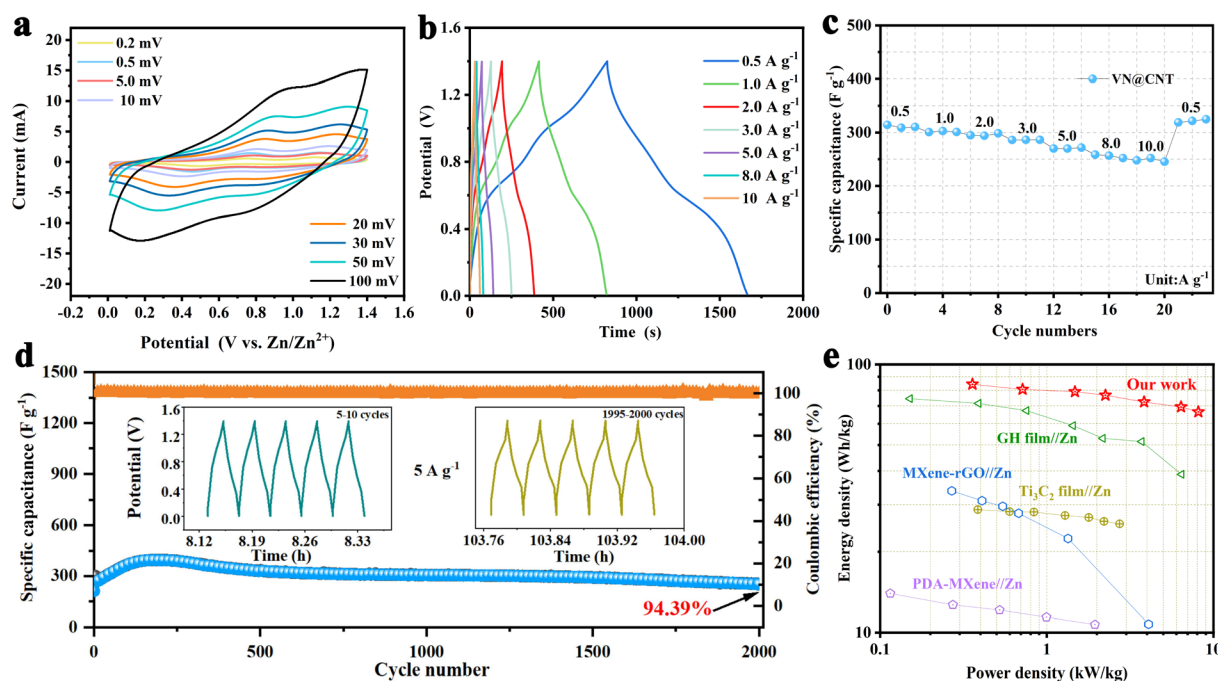 a
Current (mA)
20
15
10
5
0
-5
-10
-15
-20
0.2 mV
0.5 mV
5.0 mV
10 mV
20 mV
30 mV
50 mV
100 mV
-0.2 0.0 0.2 0.4 0.6 0.8 1.0 1.2 1.4 1.6
Potential (V vs. Zn/Zn²⁺)
b
Potential (V)
1.6
1.2
0.8
0.4
0.0
0.5 A g⁻¹
1.0 A g⁻¹
2.0 A g⁻¹
3.0 A g⁻¹
5.0 A g⁻¹
8.0 A g⁻¹
10 A g⁻¹
0 500 1000 1500 2000
Time (s)
c
Specific capacitance (F g⁻¹)
500
400
300
200
100
0
VN@CNT
0.5 1.0 2.0 3.0 5.0 8.0 10.0 0.5
Unit:A g⁻¹
0 4 8 12 16 20
Cycle numbers
d
Specific capacitance (F g⁻¹)
1500
1200
900
600
300
0
Potential (V)
1.6
1.2
0.8
0.4
0.0
5-10 cycles
8.12 8.19 8.26 8.33
Time (h)
5 A g⁻¹
1995-2000 cycles
103.76 103.84 103.92 104.00
Time (h)
94.39%
100
80
60
40
20
0
Coulombic efficiency (%)
0 500 1000 1500 2000
Cycle number
e
Energy density (Wh/kg)
100
10
Our work
GH film//Zn
MXene-rGO//Zn
Ti₃C₂ film//Zn
PDA-MXene//Zn
0.1 1 10
Power density (kW/kg)